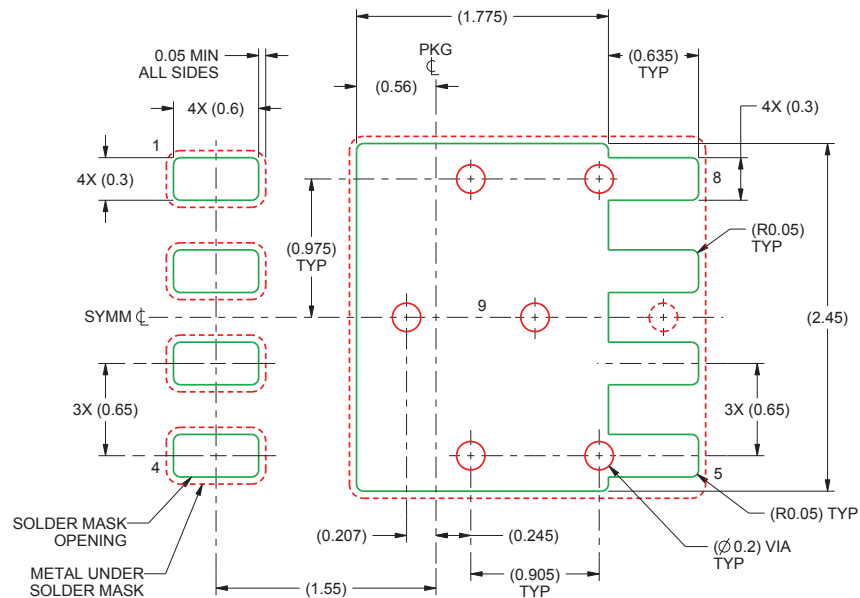 (1.775)
PKG
℄
0.05 MIN
ALL SIDES
(0.635)
TYP
(0.56)
4X (0.6)
4X (0.3)
1
8
4X (0.3)
(R0.05)
TYP
(0.975)
TYP
9
SYMM ℄
(2.45)
3X (0.65)
3X (0.65)
4
5
SOLDER MASK
OPENING
(R0.05) TYP
(0.207)
(0.245)
(Ø 0.2) VIA
TYP
METAL UNDER
SOLDER MASK
(0.905)
TYP
(1.55)